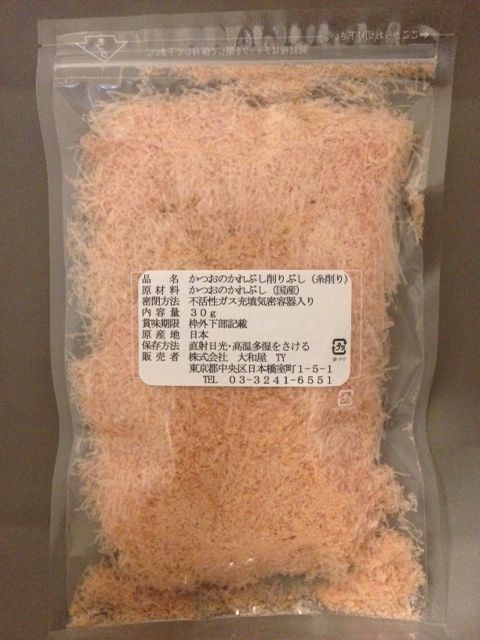 品　名　かつおのかれぶし削りぶし（糸削り）
原 材 料　かつおのかれぶし（国産）
密閉方法　不活性ガス充填気密容器入り
内 容 量　３０ｇ
賞味期限　枠外下部記載
原 産 地　日本
保存方法　直射日光・高温多湿をさける
販 売 者　株式会社　大和屋　TY
東京都中央区日本橋室町１-５-１
TEL　０３-３２４１-６５５１
プラ